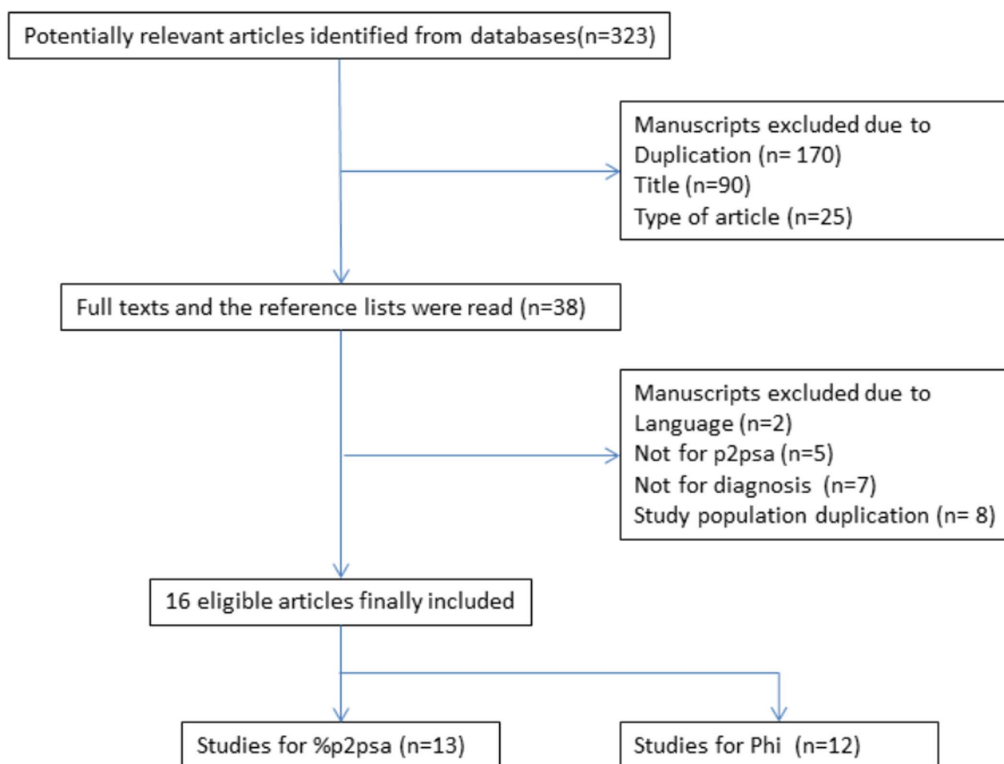 Potentially relevant articles identified from databases(n=323)
Manuscripts excluded due to
Duplication (n= 170)
Title (n=90)
Type of article (n=25)
Full texts and the reference lists were read (n=38)
Manuscripts excluded due to
Language (n=2)
Not for p2psa (n=5)
Not for diagnosis  (n=7)
Study population duplication (n= 8)
16 eligible articles finally included
Studies for %p2psa (n=13)
Studies for Phi  (n=12)